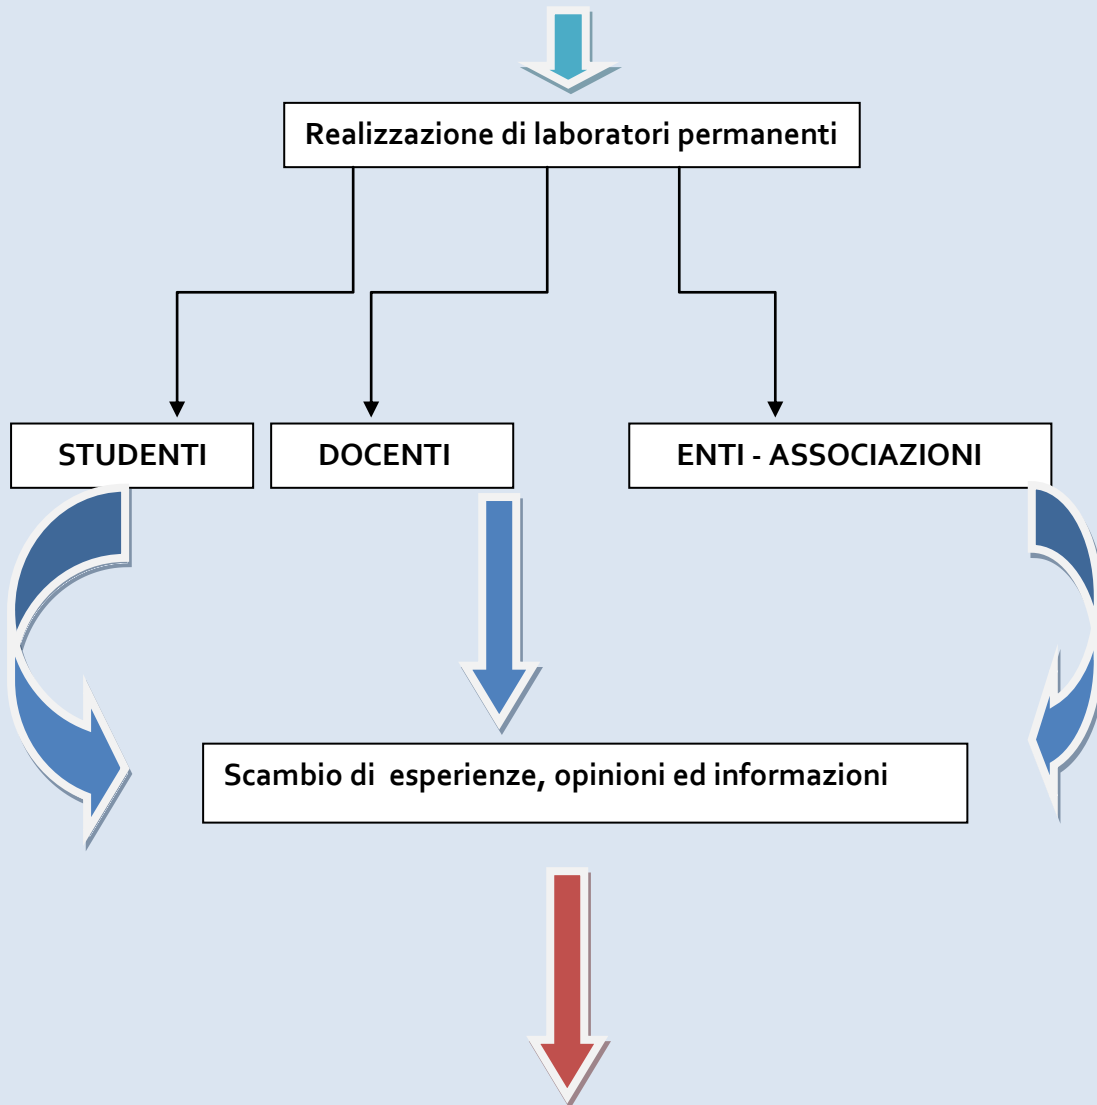 Realizzazione di laboratori permanenti
STUDENTI
DOCENTI
ENTI - ASSOCIAZIONI
Scambio di  esperienze, opinioni ed informazioni